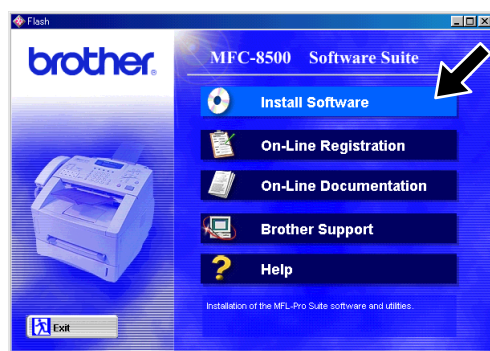 Flash
brother®
MFC-8500 Software Suite
Install Software
On-Line Registration
On-Line Documentation
Brother Support
? Help
Installation of the MFL-Pro Suite software and utilities.
Exit